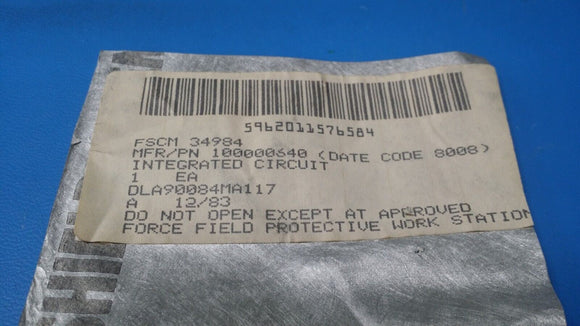 5962011576584
FSCM 34984
MFR/PN 100000640 (DATE CODE 8008)
INTEGRATED CIRCUIT
1 EA
DLA90084MA117
A 12/83
DO NOT OPEN EXCEPT AT APPROVED
FORCE FIELD PROTECTIVE WORK STATION